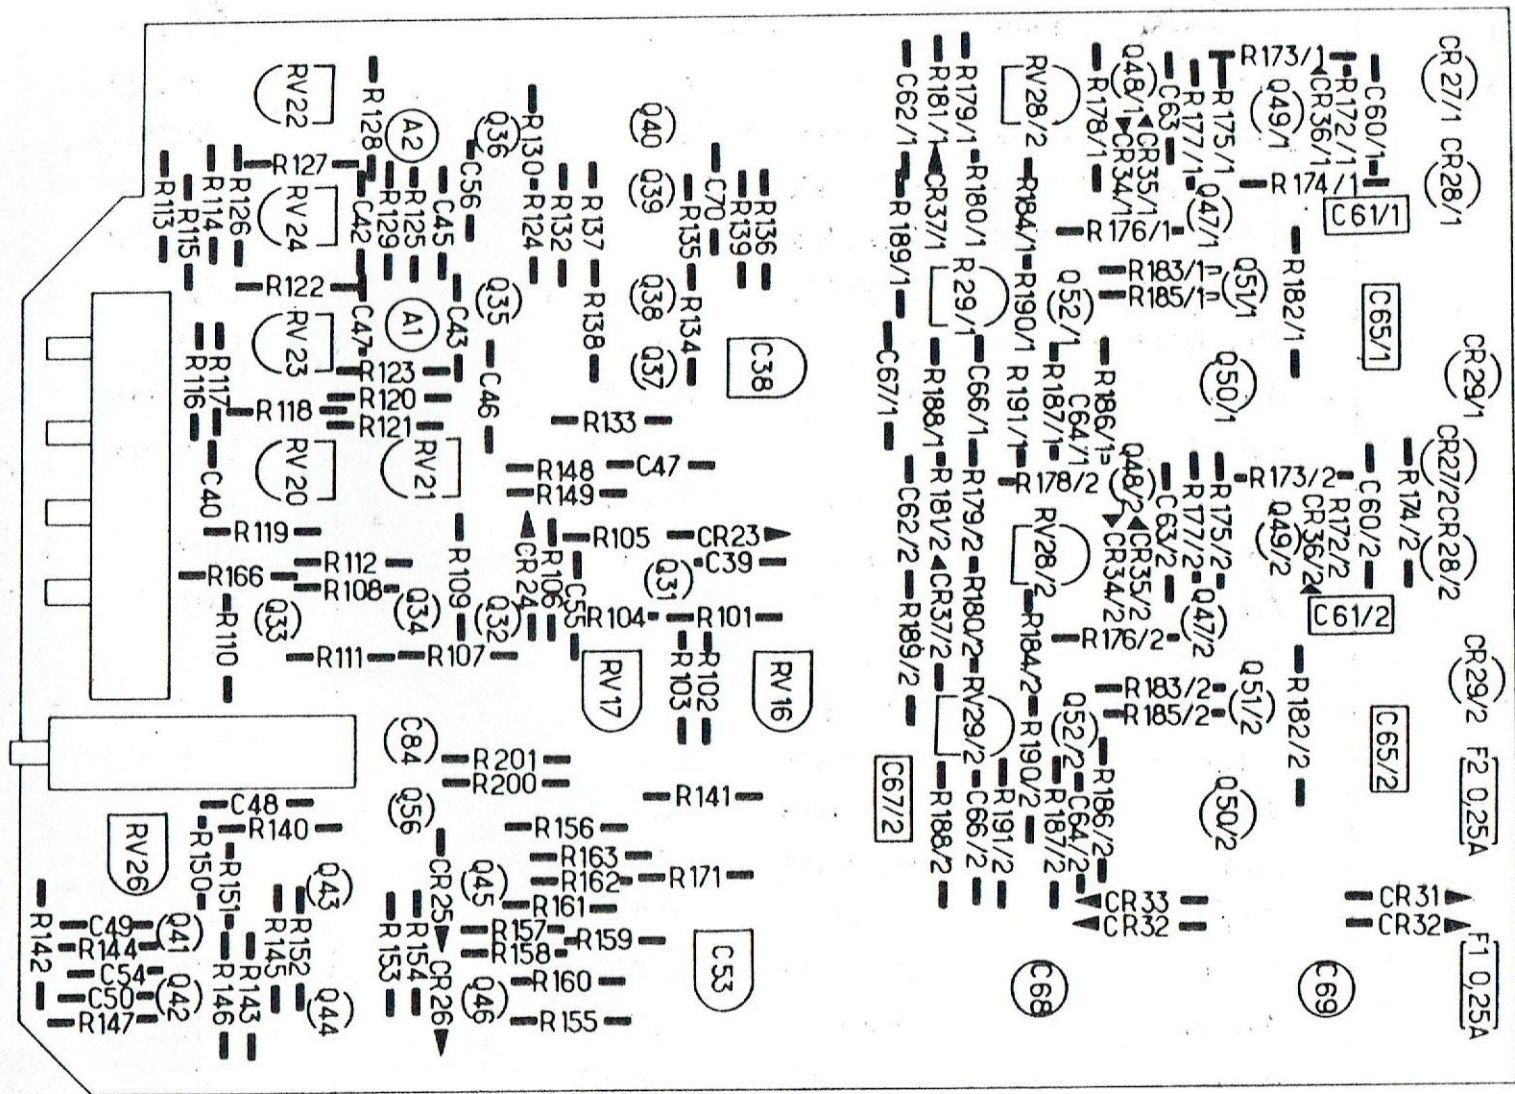 RV22
R128
A2
Q36
R130
Q40
C62/1
R181/1
R179/1
RV28/2
R178/1
Q48/1
CR34/1
CR35/1
C63
R177/1
R175/1
R173/1
Q49/1
CR36/1
R172/1
C60/1
CR27/1
CR28/1
R127
R113
R115
R114
R126
RV24
C42
R129
R125
C45
C56
R124
R132
R137
Q39
R135
C70
R139
R136
R189/1
CR37/1
R180/1
R184/1
R176/1
Q47/1
R174/1
C61/1
R122
RV23
C47
A1
C43
Q35
R138
Q38
R134
C38
R29/1
R190/1
Q52/1
R183/1
R185/1
Q51/1
R182/1
C65/1
R116
R117
R123
R120
R118
R121
C46
Q37
R133
C67/1
R188/1
C66/1
R191/1
R187/1
C64/1
R186/1
Q50/1
CR29/1
C40
RV20
RV21
R148
C47
R149
C62/2
R181/2
R179/2
R178/2
Q48/2
C63/2
R177/2
R175/2
R173/2
Q49/2
CR36/2
R172/2
C60/2
R174/2
CR27/2
CR28/2
R119
R112
R166
R108
Q33
Q34
R109
Q32
CR24
R106
C55
R105
CR23
C39
Q31
R104
R101
RV28/2
CR34/2
CR35/2
Q47/2
C61/2
R110
R111
R107
RV17
R103
R102
RV16
R189/2
CR37/2
R180/2
R184/2
R176/2
R183/2
R185/2
Q51/2
R182/2
CR29/2
C84
R201
R200
Q56
R141
C67/2
RV29/2
R190/2
Q52/2
C65/2
F2 0,25A
C48
R140
RV26
R150
R151
Q43
R156
R163
R162
R171
R161
R188/2
C66/2
R191/2
R187/2
C64/2
R186/2
Q50/2
CR33
CR32
CR31
CR32
R142
C49
R144
C54
C50
R147
Q41
Q42
R146
R143
R145
R152
Q44
R153
R154
CR25
CR26
Q45
Q46
R157
R158
R159
R160
R155
C53
C68
C69
F1 0,25A